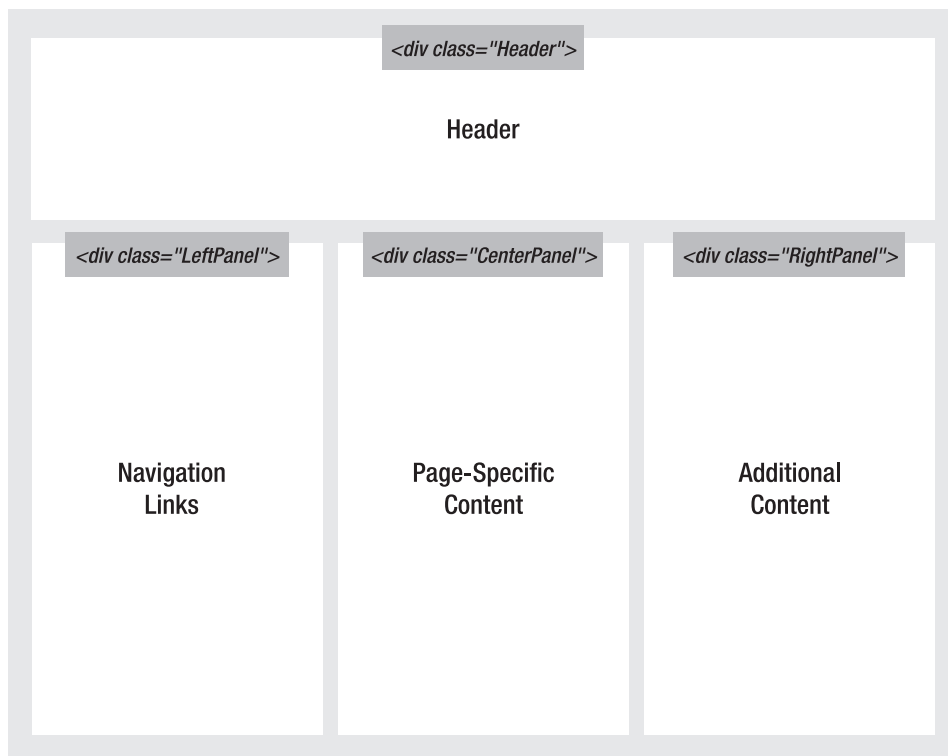 <div class="Header">
Header
<div class="LeftPanel">
<div class="CenterPanel">
<div class="RightPanel">
Navigation
Links
Page-Specific
Content
Additional
Content